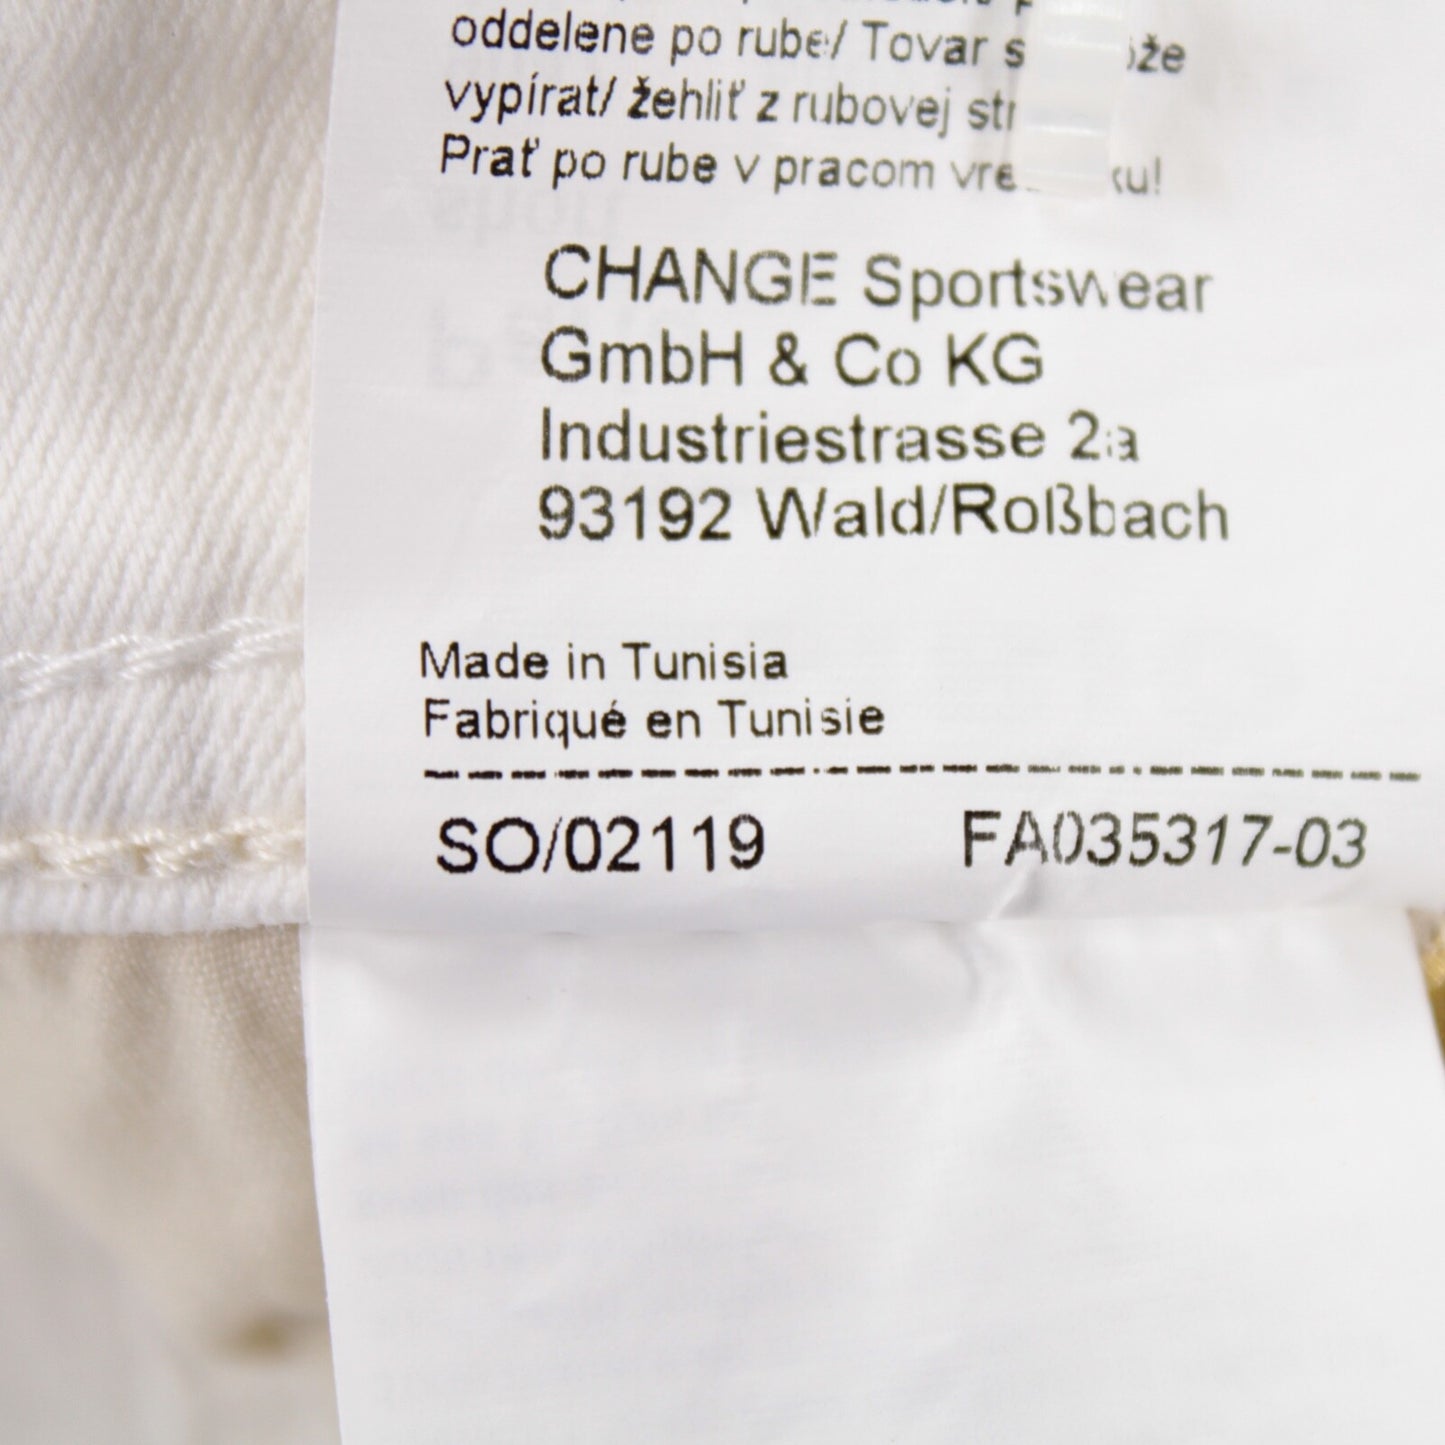 oddelene po rube/ Tovar s
vypírat/ žehliť z rubovej
Prať po rube v pracom
CHANGE Sportswear
GmbH & Co KG
Industriestrasse 2a
93192 Wald/Roßbach
Made in Tunisia
Fabriqué en Tunisie
SO/02119 FA035317-03